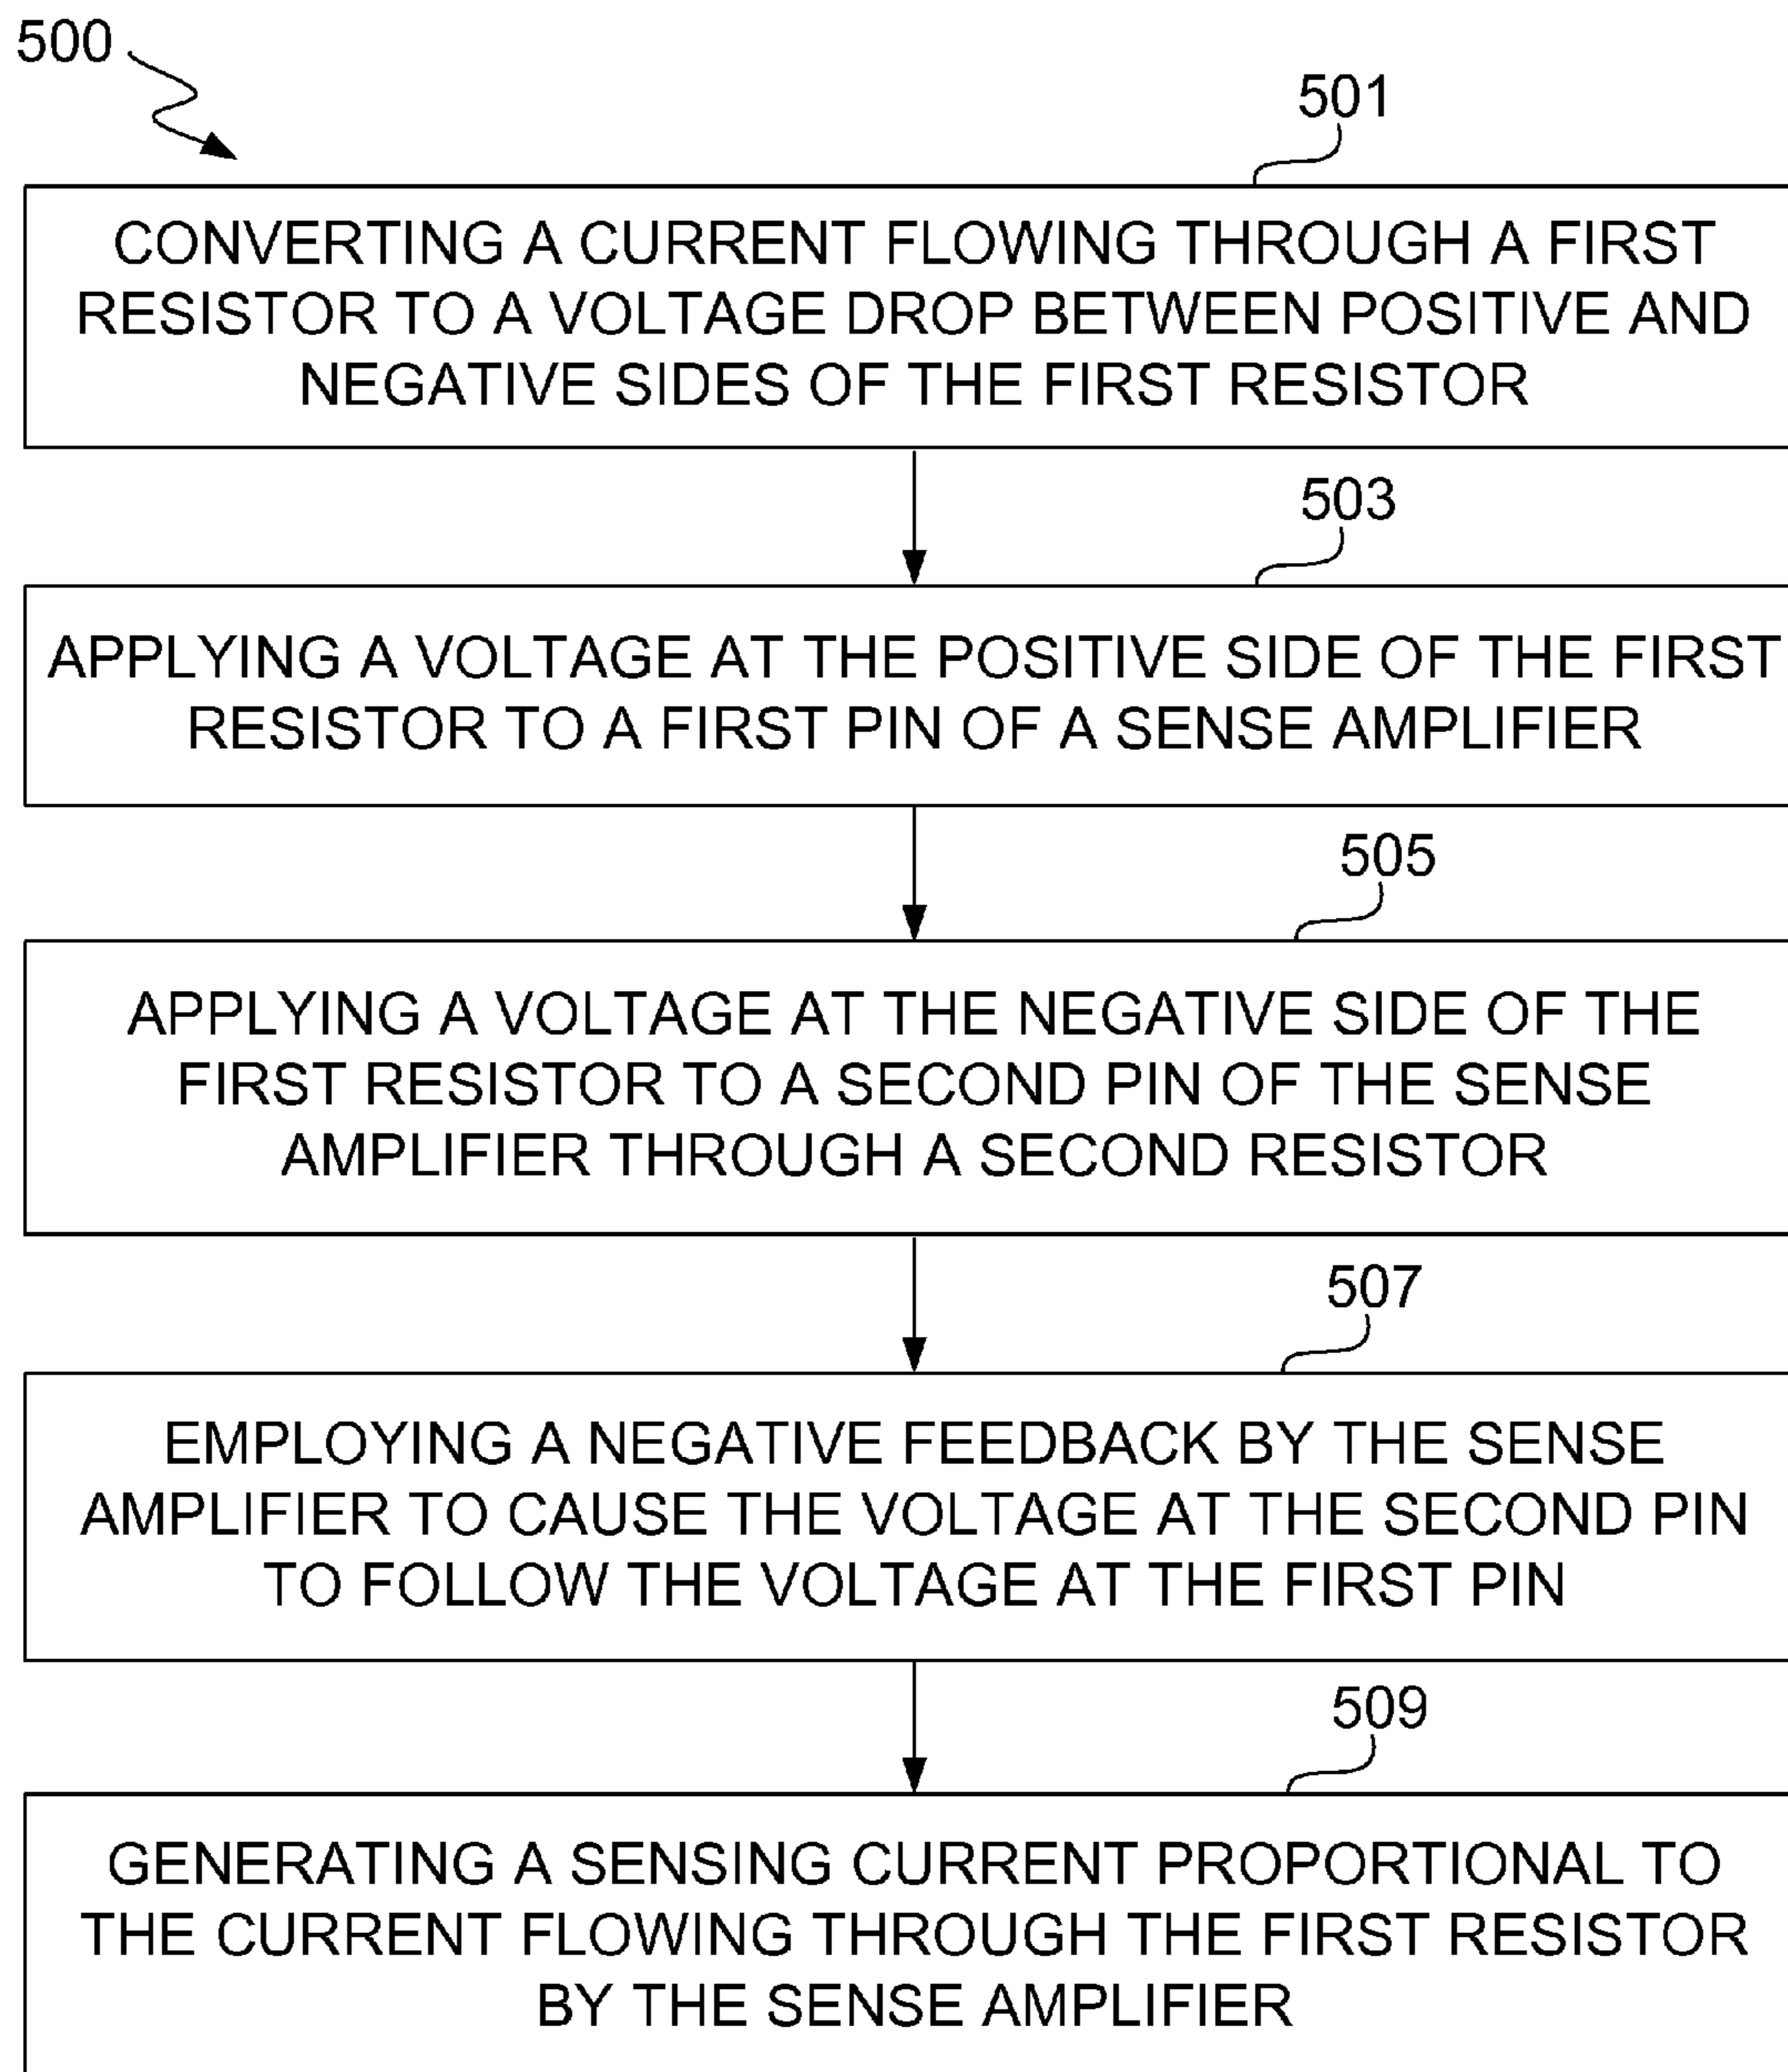 500
501
CONVERTING A CURRENT FLOWING THROUGH A FIRST
RESISTOR TO A VOLTAGE DROP BETWEEN POSITIVE AND
NEGATIVE SIDES OF THE FIRST RESISTOR
503
APPLYING A VOLTAGE AT THE POSITIVE SIDE OF THE FIRST
RESISTOR TO A FIRST PIN OF A SENSE AMPLIFIER
505
APPLYING A VOLTAGE AT THE NEGATIVE SIDE OF THE
FIRST RESISTOR TO A SECOND PIN OF THE SENSE
AMPLIFIER THROUGH A SECOND RESISTOR
507
EMPLOYING A NEGATIVE FEEDBACK BY THE SENSE
AMPLIFIER TO CAUSE THE VOLTAGE AT THE SECOND PIN
TO FOLLOW THE VOLTAGE AT THE FIRST PIN
509
GENERATING A SENSING CURRENT PROPORTIONAL TO
THE CURRENT FLOWING THROUGH THE FIRST RESISTOR
BY THE SENSE AMPLIFIER